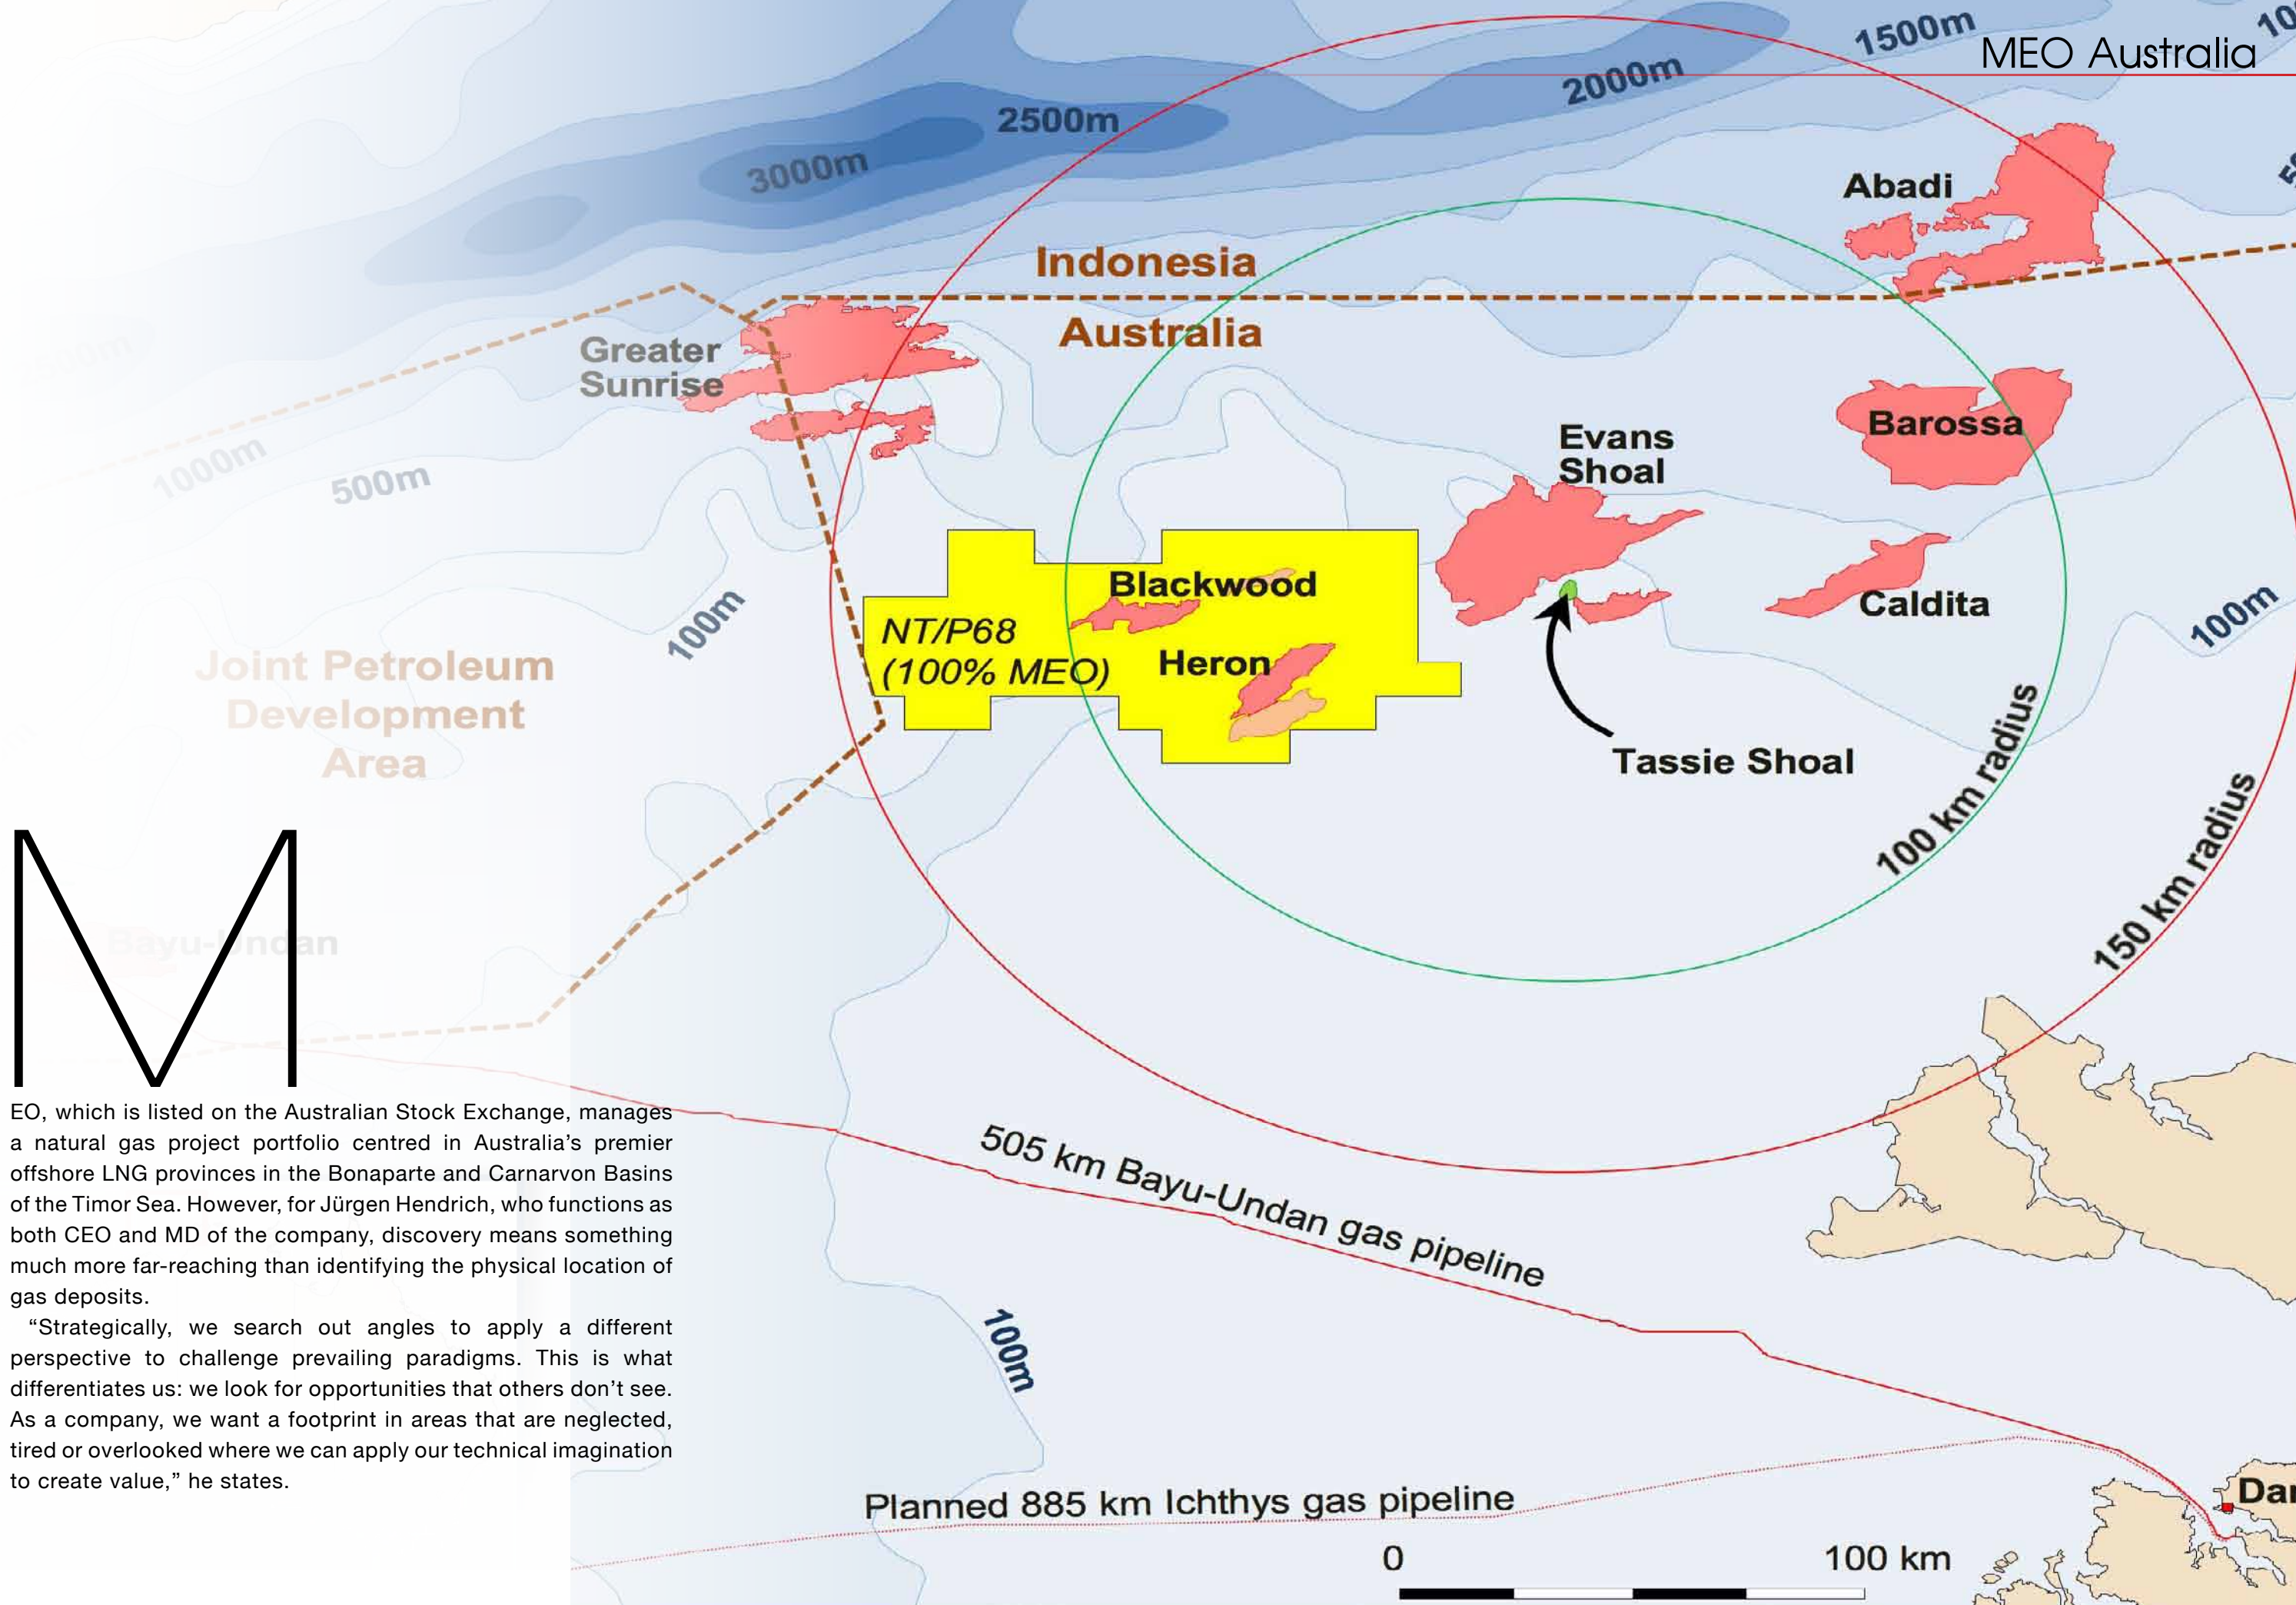 MEO Australia
1500m
2000m
2500m
3000m
Abadi
Indonesia
Australia
Greater
Sunrise
1000m
500m
Evans
Shoal
Barossa
Blackwood
NT/P68
(100% MEO)
Heron
Caldita
100m
100m
Joint Petroleum
Development
Area
Tassie Shoal
100 km radius
150 km radius
Bayu-Undan
M
EO, which is listed on the Australian Stock Exchange, manages
a natural gas project portfolio centred in Australia’s premier
offshore LNG provinces in the Bonaparte and Carnarvon Basins
of the Timor Sea. However, for Jürgen Hendrich, who functions as
both CEO and MD of the company, discovery means something
much more far-reaching than identifying the physical location of
gas deposits.
“Strategically, we search out angles to apply a different
perspective to challenge prevailing paradigms. This is what
differentiates us: we look for opportunities that others don’t see.
As a company, we want a footprint in areas that are neglected,
tired or overlooked where we can apply our technical imagination
to create value,” he states.
505 km Bayu-Undan gas pipeline
100m
Planned 885 km Ichthys gas pipeline
Dar
0
100 km